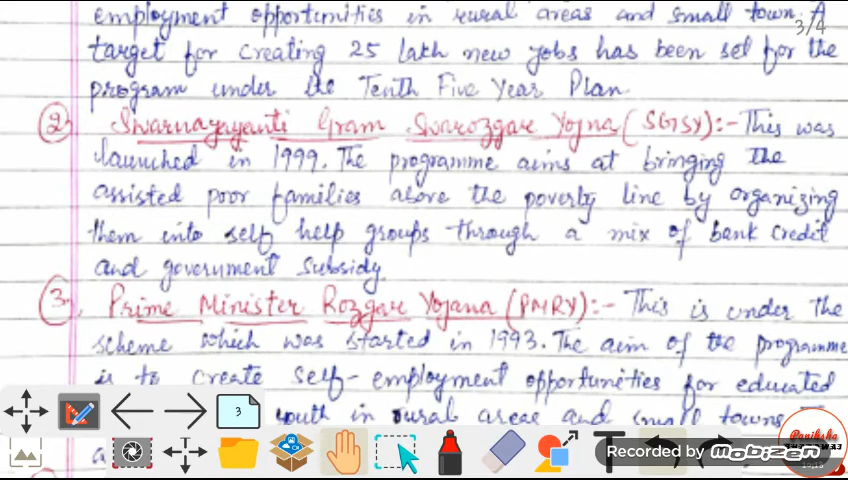 employment opportunities in rural areas and small town. A
3/4
target for creating 25 lakh new jobs has been set for the
program under the Tenth Five Year Plan
2. Swarnajayanti Gram Swarozgar Yojna (SGSY):- This was
launched in 1999. The programme aims at bringing the
assisted poor families above the poverty line by organizing
them into self help groups through a mix of bank credit
and government subsidy
3. Prime Minister Rozgar Yojana (PMRY):- This is under the
scheme which was started in 1993. The aim of the programme
is to create self-employment opportunities for educated
3
youth in rural areas and small towns.
Paniksha
Recorded by mobizen